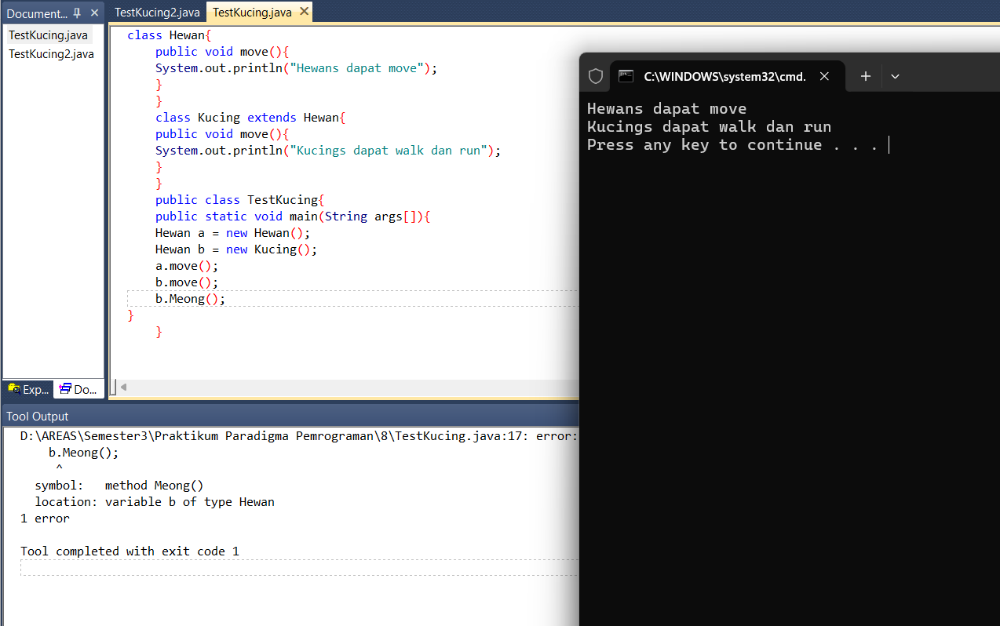 Document...
TestKucing.java
TestKucing2.java
Exp...
Do...
TestKucing2.java
TestKucing.java
class Hewan{
public void move(){
System.out.println("Hewans dapat move");
}
}
class Kucing extends Hewan{
public void move(){
System.out.println("Kucings dapat walk dan run");
}
}
public class TestKucing{
public static void main(String args[]){
Hewan a = new Hewan();
Hewan b = new Kucing();
a.move();
b.move();
b.Meong();
}
}
Tool Output
D:\AREAS\Semester3\Praktikum Paradigma Pemrograman\8\TestKucing.java:17: error:
b.Meong();
^
symbol:   method Meong()
location: variable b of type Hewan
1 error
Tool completed with exit code 1
C:\WINDOWS\system32\cmd.
Hewans dapat move
Kucings dapat walk dan run
Press any key to continue . . .